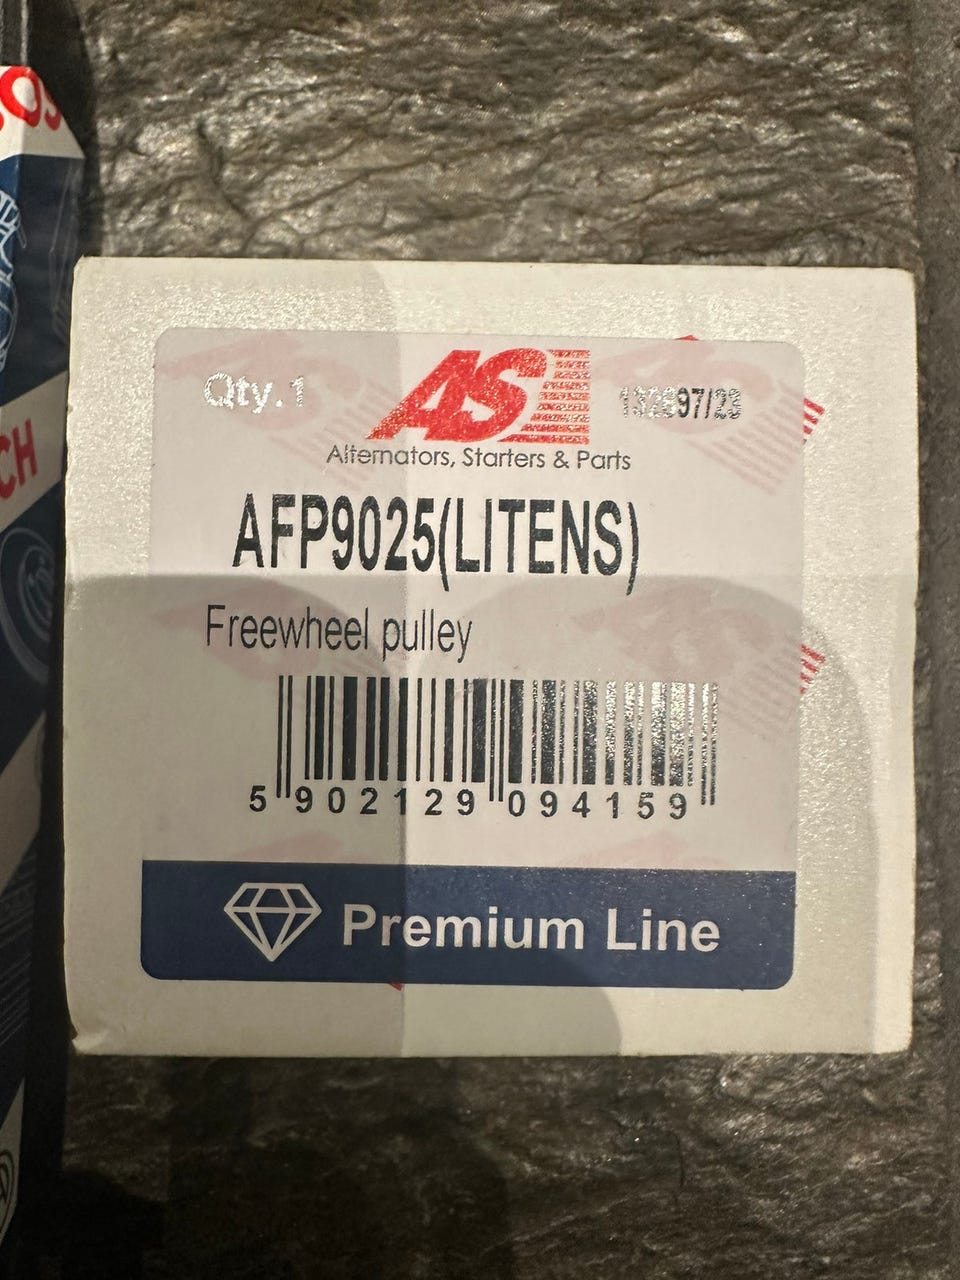 Qty.1
AS
Alternators, Starters & Parts
AFP9025(LITENS)
Freewheel pulley
5 902129 094159
Premium Line